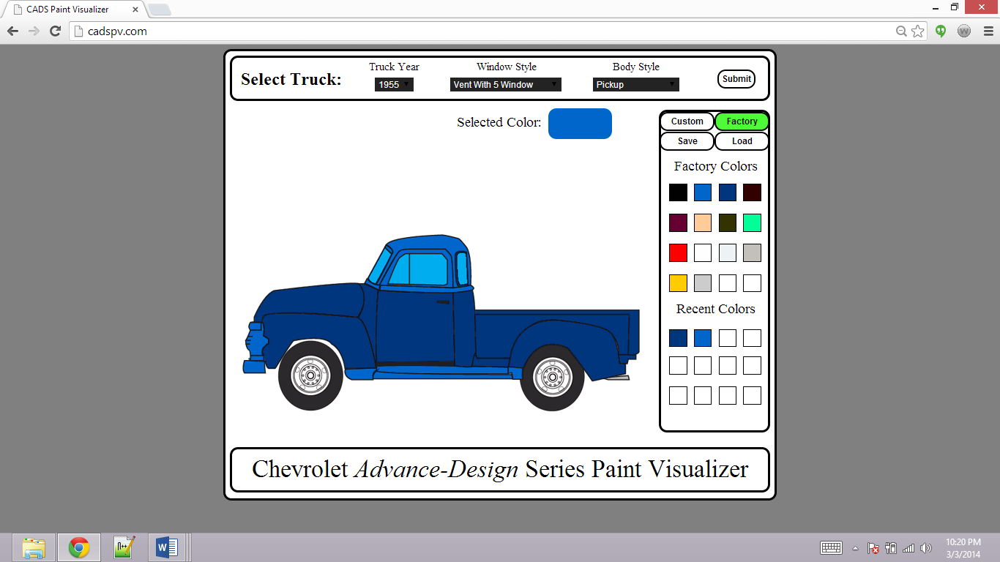 CADS Paint Visualizer
cadspv.com
Select Truck:
Truck Year
Window Style
Body Style
1955
Vent With 5 Window
Pickup
Submit
Selected Color:
Custom
Factory
Save
Load
Factory Colors
Recent Colors
Chevrolet Advance-Design Series Paint Visualizer
W
N++
W
10:20 PM
3/3/2014